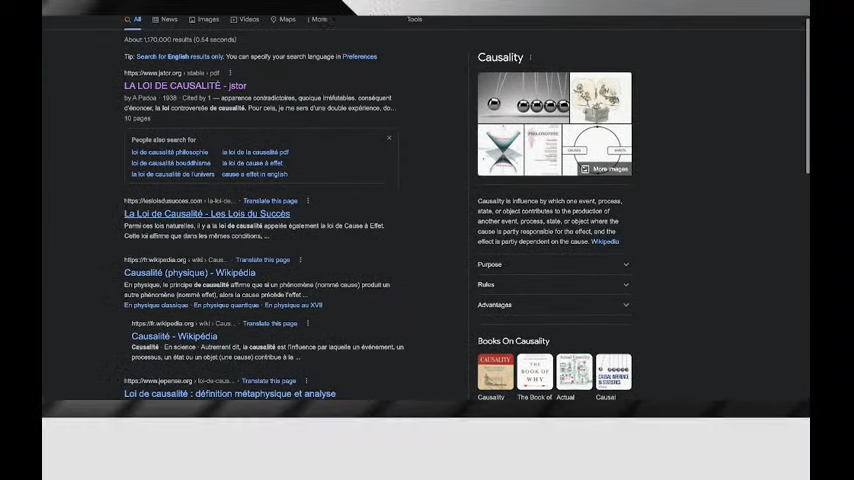 All News Images Videos Maps More Tools
About 1,170,000 results (0.54 seconds)
Tip: Search for English results only. You can specify your search language in Preferences
https://www.jstor.org › stable › pdf
LA LOI DE CAUSALITÉ - jstor
by A Padoa · 1938 · Cited by 1 — apparence contradictoires, quoique irréfutables. conséquent
d'énoncer, la loi controversée de causalité. Pour cela, je me sers d'une double expérience, do...
10 pages
People also search for
loi de causalité philosophie la loi de la causalité pdf
loi de causalité bouddhisme la loi de cause à effet
la loi de causalité de l'univers cause a effet in english
https://lesloisdusucces.com › la-loi-de... · Translate this page
La Loi de Causalité - Les Lois du Succès
Parmi ces lois naturelles, il y a la loi de causalité appelée également la loi de Cause à Effet.
Cette loi affirme que dans les mêmes conditions, ...
https://fr.wikipedia.org › wiki › Caus... · Translate this page
Causalité (physique) - Wikipédia
En physique, le principe de causalité affirme que si un phénomène (nommé cause) produit un
autre phénomène (nommé effet), alors la cause précède l'effet ...
En physique classique · En physique quantique · En physique au XVII
https://fr.wikipedia.org › wiki › Caus... · Translate this page
Causalité - Wikipédia
Causalité · En science · Autrement dit, la causalité est l'influence par laquelle un événement, un
processus, un état ou un objet (une cause) contribue à la ...
https://www.jepense.org › loi-de-caus... · Translate this page
Loi de causalité : définition métaphysique et analyse
Causality
PHILOSOPHIE
CAUSES
EFFECTS
More images
Causality is influence by which one event, process,
state, or object contributes to the production of
another event, process, state, or object where the
cause is partly responsible for the effect, and the
effect is partly dependent on the cause. Wikipedia
Purpose
Rules
Advantages
Books On Causality
CAUSALITY
THE BOOK OF WHY
Actual Causality
CAUSAL INFERENCE IN STATISTICS
Causality The Book of Actual Causal